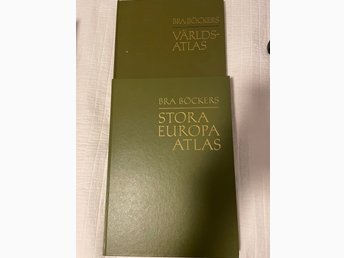 BRA BÖCKERS
VÄRLDS-
ATLAS
BRA BÖCKERS
STORA
EUROPA
ATLAS